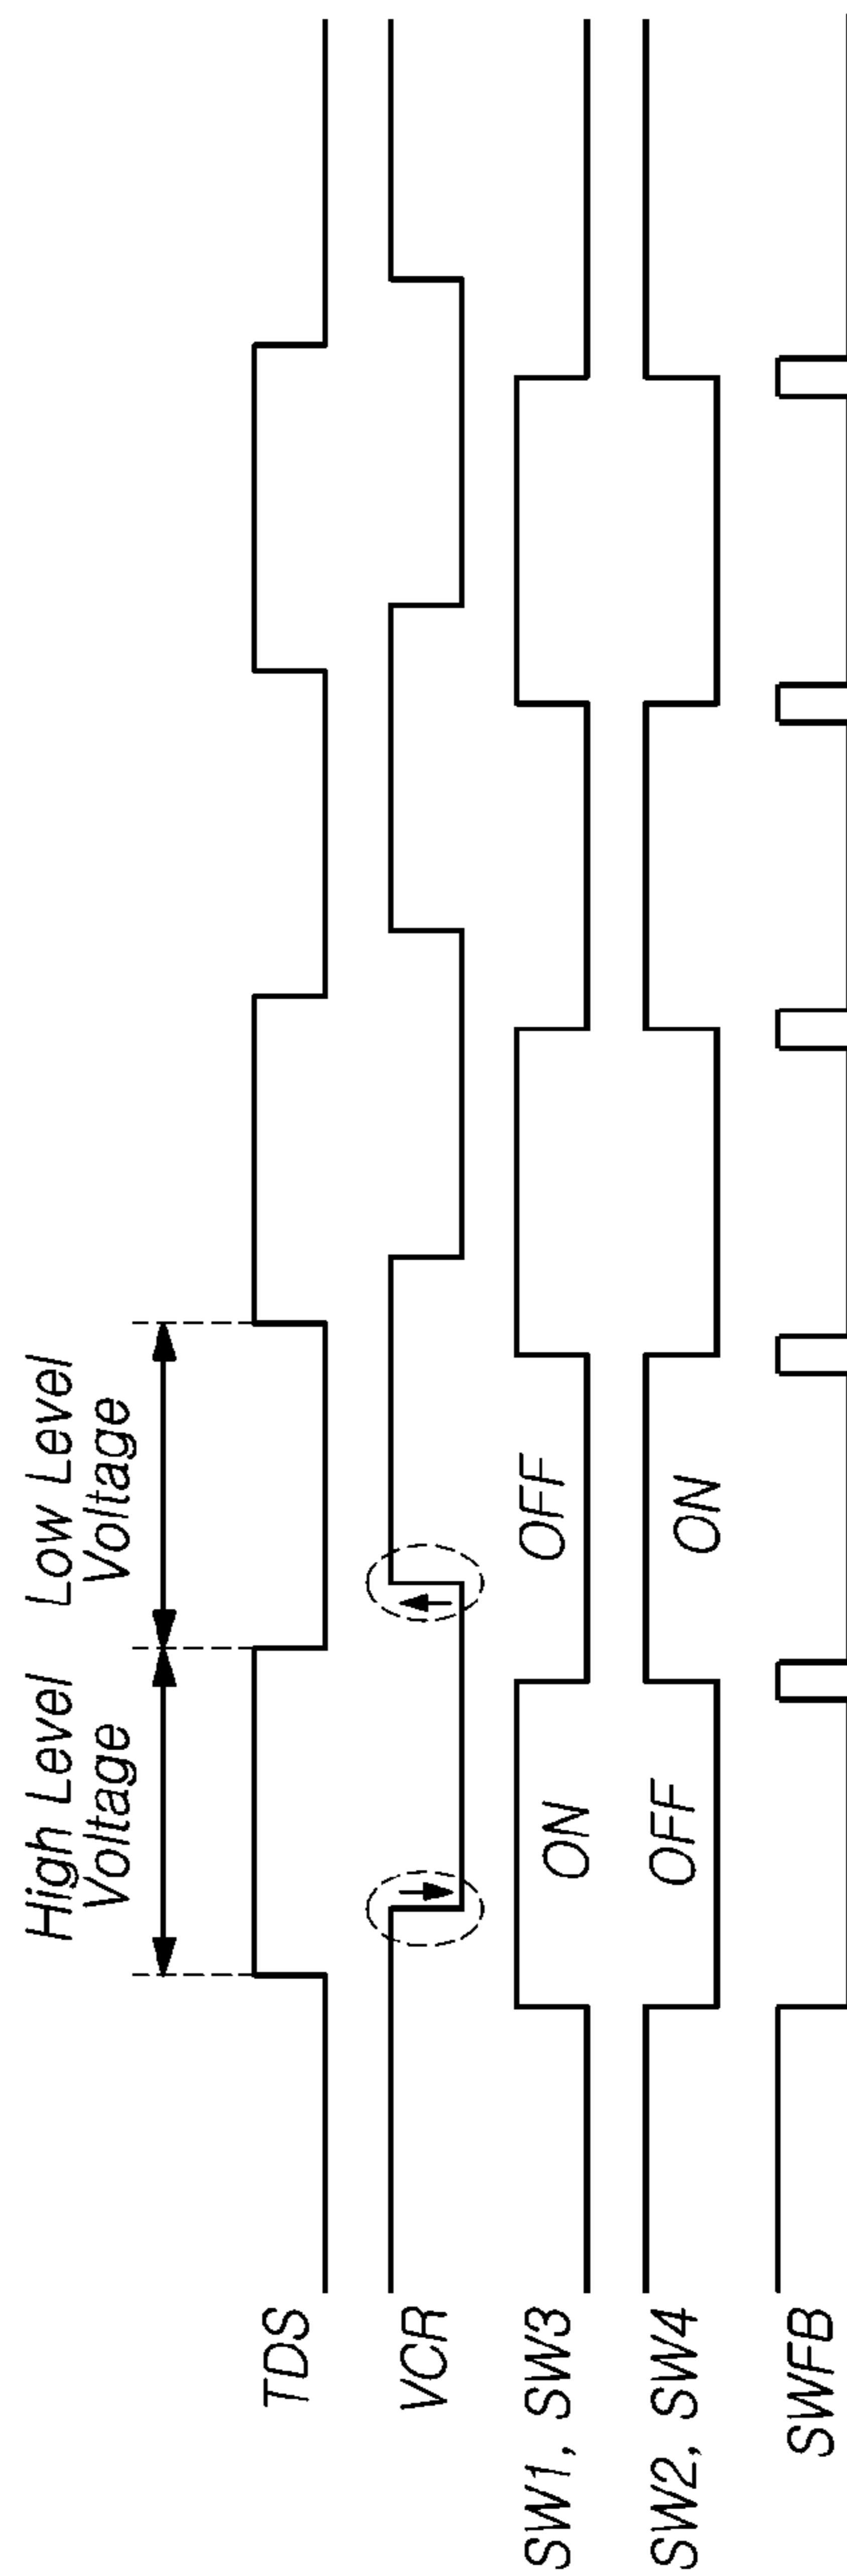 High Level
Voltage
Low Level
Voltage
TDS
VCR
SW1, SW3
ON
OFF
SW2, SW4
OFF
ON
SWFB